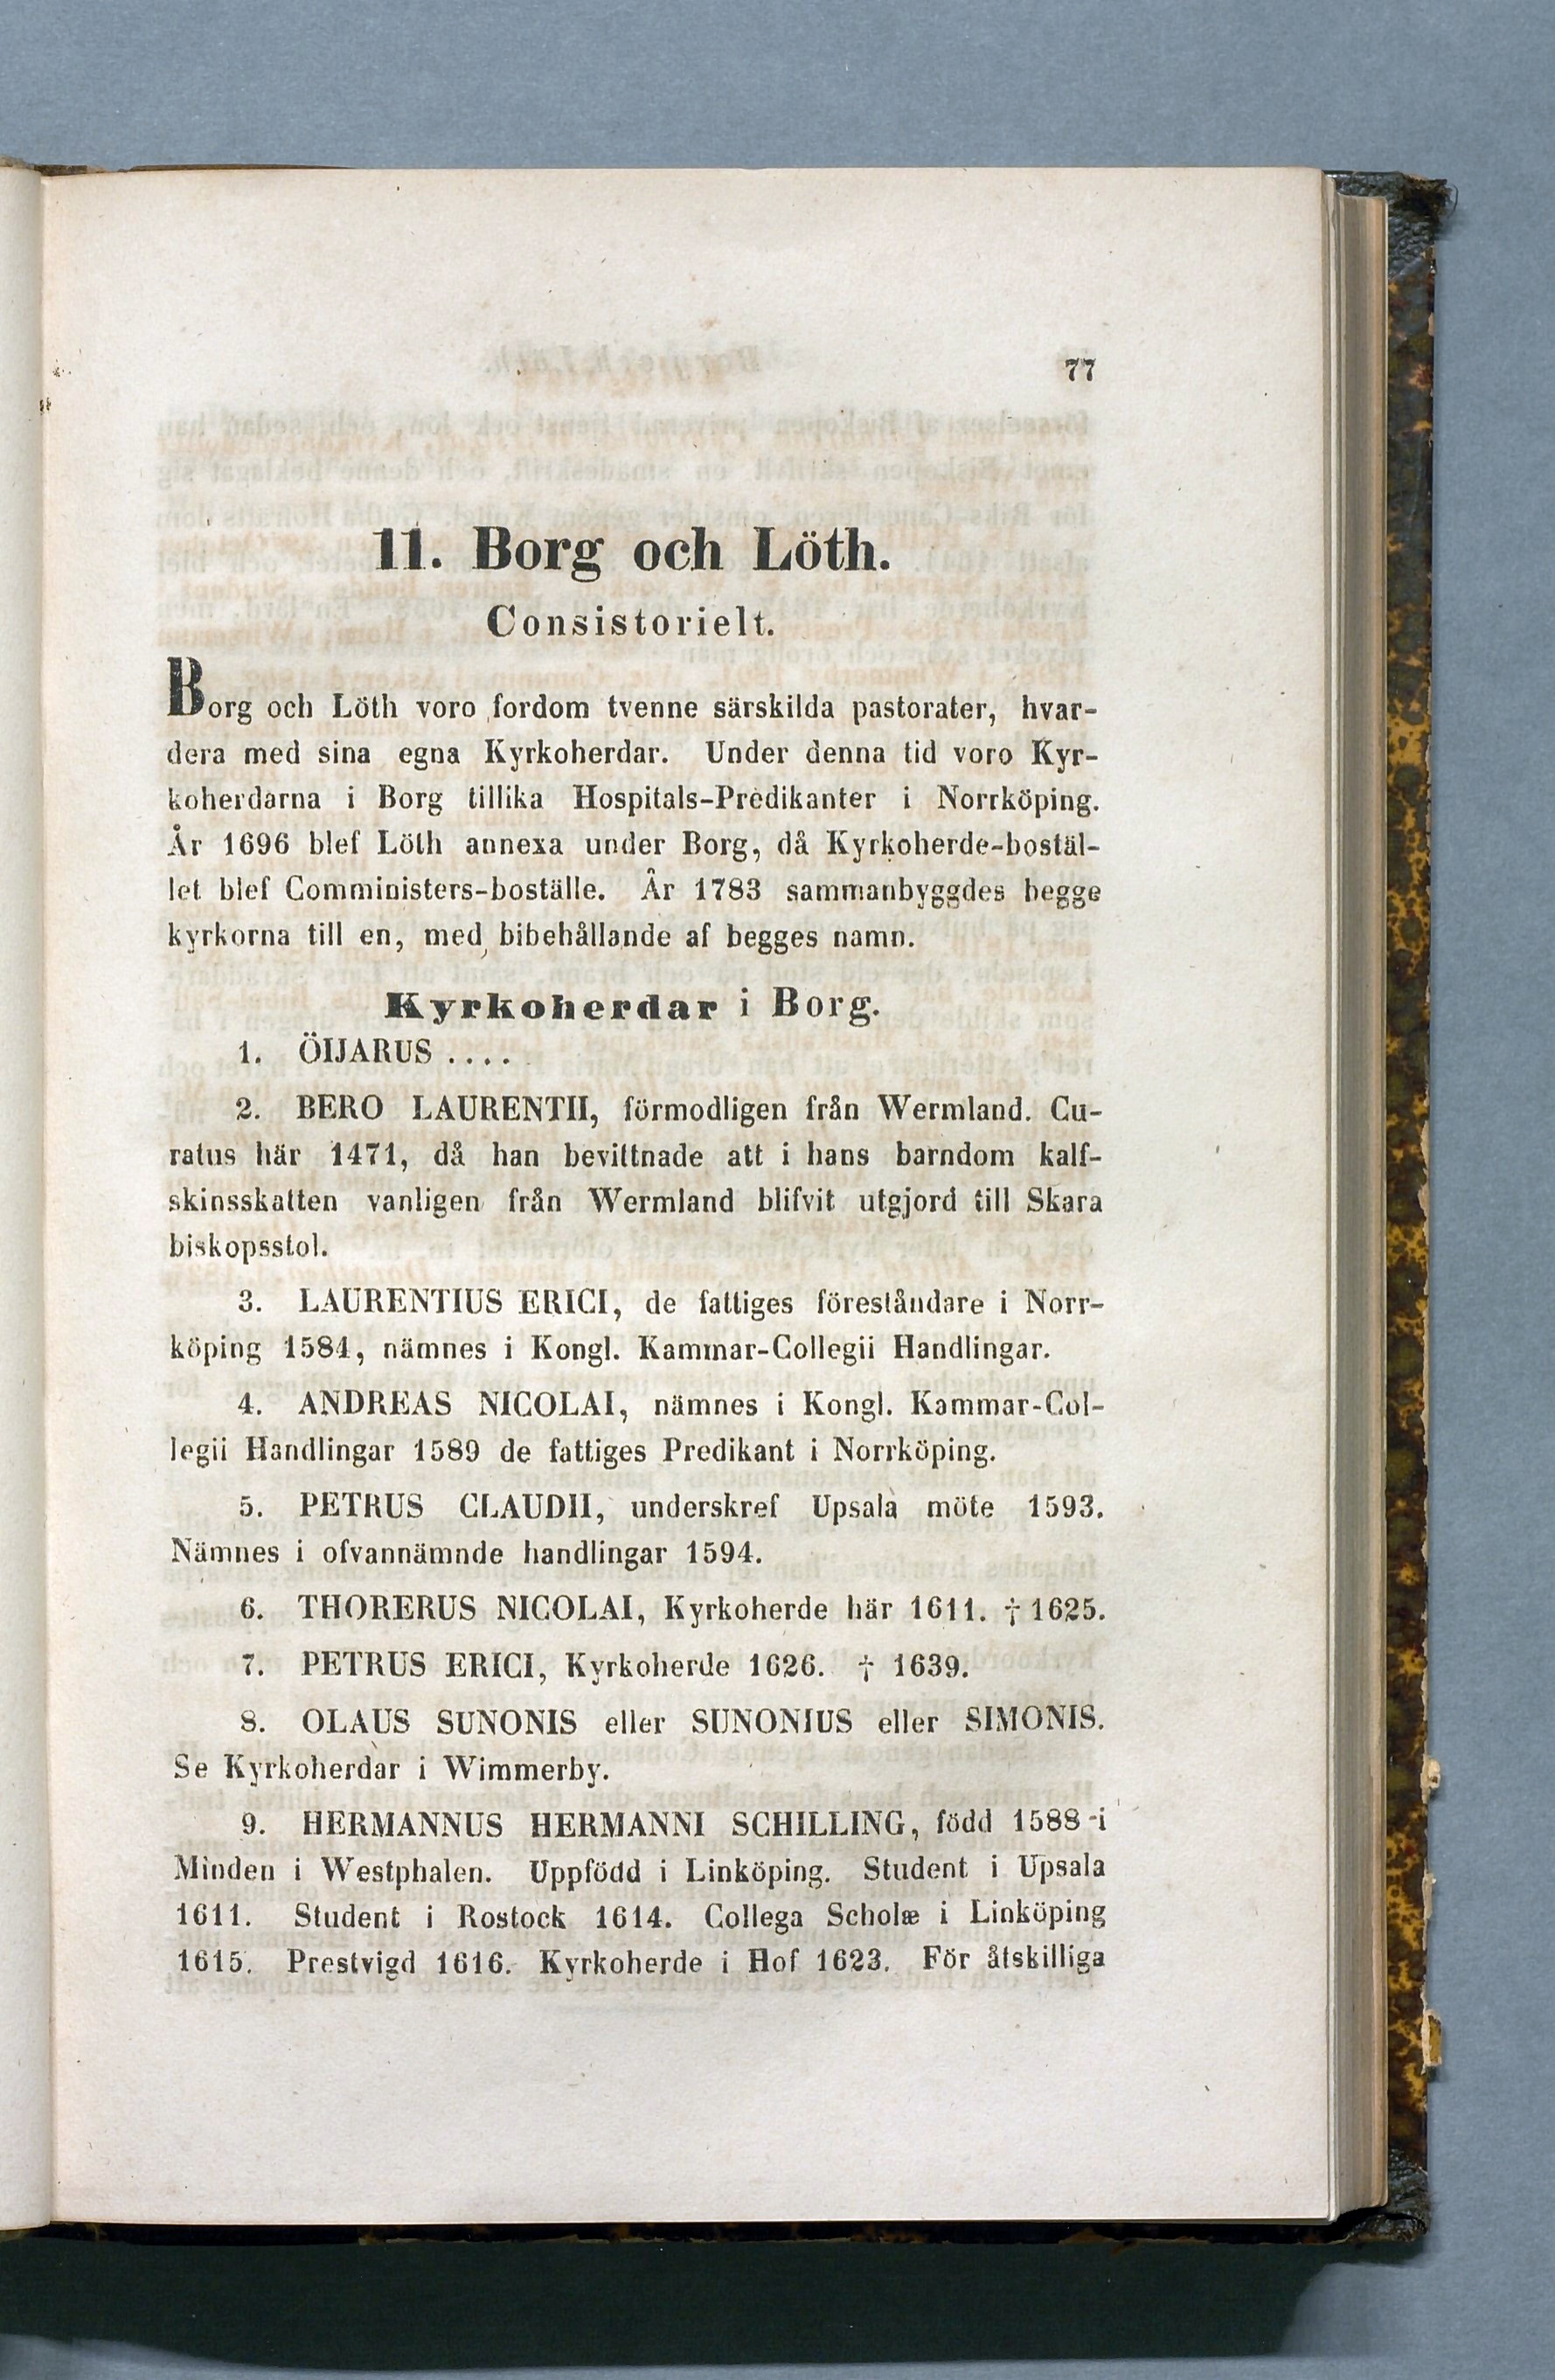 77
11. Borg och Löth.
Consistorielt.
Borg och Löth voro fordom tvenne särskilda pastorater, hvar-
dera med sina egna Kyrkoherdar. Under denna tid voro Kyr-
koherdarna i Borg tillika Hospitals-Predikanter i Norrköping.
År 1696 blef Löth annexa under Borg, då Kyrkoherde-bostäl-
let blef Comministers-boställe. År 1783 sammanbyggdes begge
kyrkorna till en, med bibehållande af begges namn.
Kyrkoherdar i Borg.
1. ÖIJARUS ....
2. BERO LAURENTII, förmodligen från Wermland. Cu-
ratus här 1471, då han bevittnade att i hans barndom kalf-
skinsskatten vanligen från Wermland blifvit utgjord till Skara
biskopsstol.
3. LAURENTIUS ERICI, de fattiges föreståndare i Norr-
köping 1584, nämnes i Kongl. Kammar-Collegii Handlingar.
4. ANDREAS NICOLAI, nämnes i Kongl. Kammar-Col-
legii Handlingar 1589 de fattiges Predikant i Norrköping.
5. PETRUS CLAUDII, underskref Upsala möte 1593.
Nämnes i ofvannämnde handlingar 1594.
6. THORERUS NICOLAI, Kyrkoherde här 1611. † 1625.
7. PETRUS ERICI, Kyrkoherde 1626. † 1639.
8. OLAUS SUNONIS eller SUNONIUS eller SIMONIS.
Se Kyrkoherdar i Wimmerby.
9. HERMANNUS HERMANNI SCHILLING, född 1588 i
Minden i Westphalen. Uppfödd i Linköping. Student i Upsala
1611. Student i Rostock 1614. Collega Scholæ i Linköping
1615. Prestvigd 1616. Kyrkoherde i Hof 1623. För åtskilliga